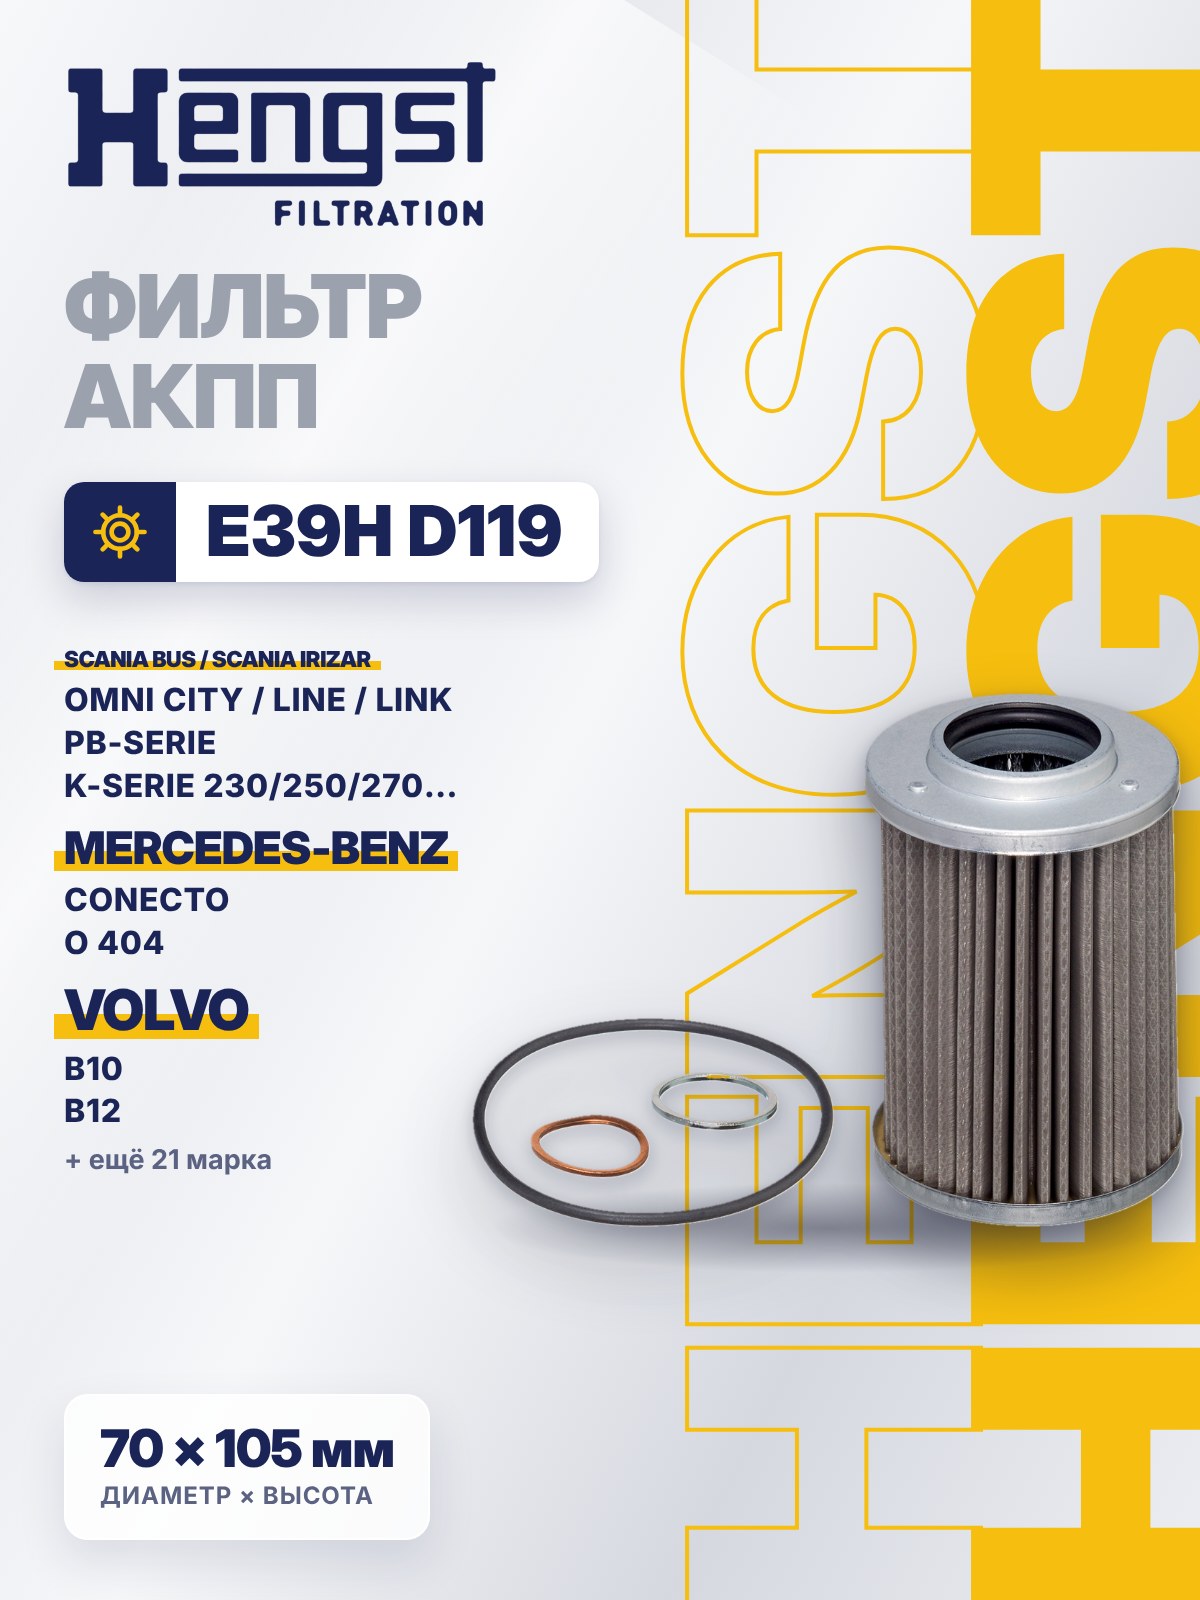 Hengst
FILTRATION
ФИЛЬТР
АКПП
E39H D119
SCANIA BUS / SCANIA IRIZAR
OMNI CITY / LINE / LINK
PB-SERIE
K-SERIE 230/250/270...
MERCEDES-BENZ
CONECTO
O 404
VOLVO
B10
B12
+ ещё 21 марка
70 × 105 мм
ДИАМЕТР × ВЫСОТА
HENGST
HENGST